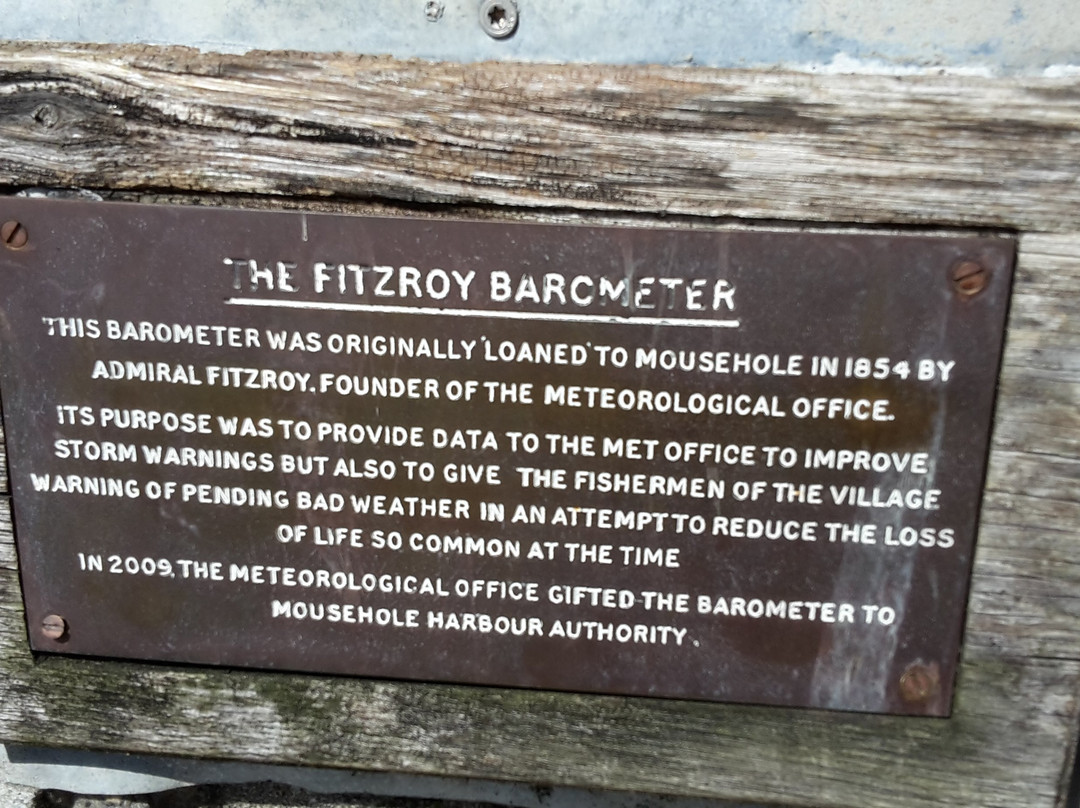 THE FITZROY BAROMETER
THIS BAROMETER WAS ORIGINALLY 'LOANED' TO MOUSEHOLE IN 1854 BY
ADMIRAL FITZROY. FOUNDER OF THE METEOROLOGICAL OFFICE.
ITS PURPOSE WAS TO PROVIDE DATA TO THE MET OFFICE TO IMPROVE
STORM WARNINGS BUT ALSO TO GIVE THE FISHERMEN OF THE VILLAGE
WARNING OF PENDING BAD WEATHER IN AN ATTEMPT TO REDUCE THE LOSS
OF LIFE SO COMMON AT THE TIME
IN 2009. THE METEOROLOGICAL OFFICE GIFTED THE BAROMETER TO
MOUSEHOLE HARBOUR AUTHORITY.